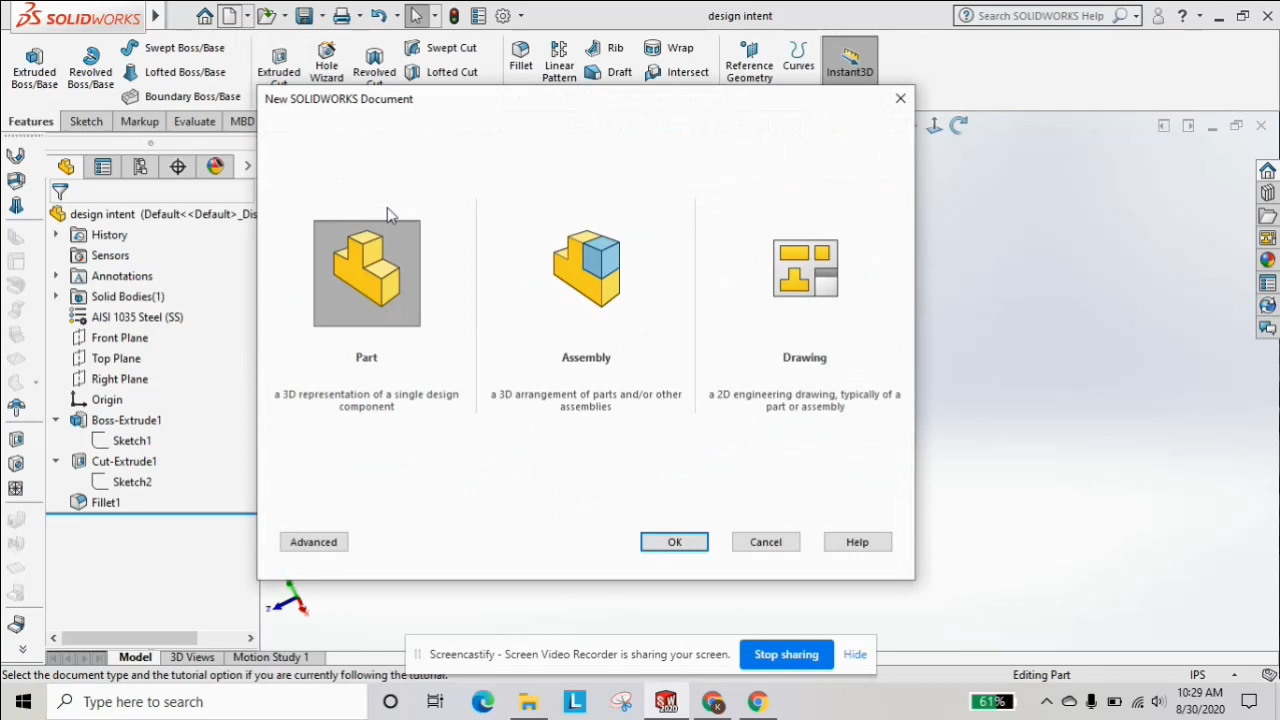 SOLIDWORKS
design intent
Search SOLIDWORKS Help
Extruded Boss/Base
Revolved Boss/Base
Swept Boss/Base
Lofted Boss/Base
Boundary Boss/Base
Extruded Cut
Hole Wizard
Revolved Cut
Swept Cut
Lofted Cut
Fillet
Linear Pattern
Rib
Draft
Wrap
Intersect
Reference Geometry
Curves
Instant3D
Features
Sketch
Markup
Evaluate
MBD
New SOLIDWORKS Document
design intent (Default<<Default>_Dis
History
Sensors
Annotations
Solid Bodies(1)
AISI 1035 Steel (SS)
Front Plane
Top Plane
Right Plane
Origin
Boss-Extrude1
Sketch1
Cut-Extrude1
Sketch2
Fillet1
Part
a 3D representation of a single design
component
Assembly
a 3D arrangement of parts and/or other
assemblies
Drawing
a 2D engineering drawing, typically of a
part or assembly
Advanced
OK
Cancel
Help
z
Screencastify - Screen Video Recorder is sharing your screen.
Stop sharing
Hide
Model
3D Views
Motion Study 1
Select the document type and the tutorial option if you are currently following the tutorial.
Editing Part
IPS
Type here to search
L
SW
2020
K
61%
10:29 AM
8/30/2020